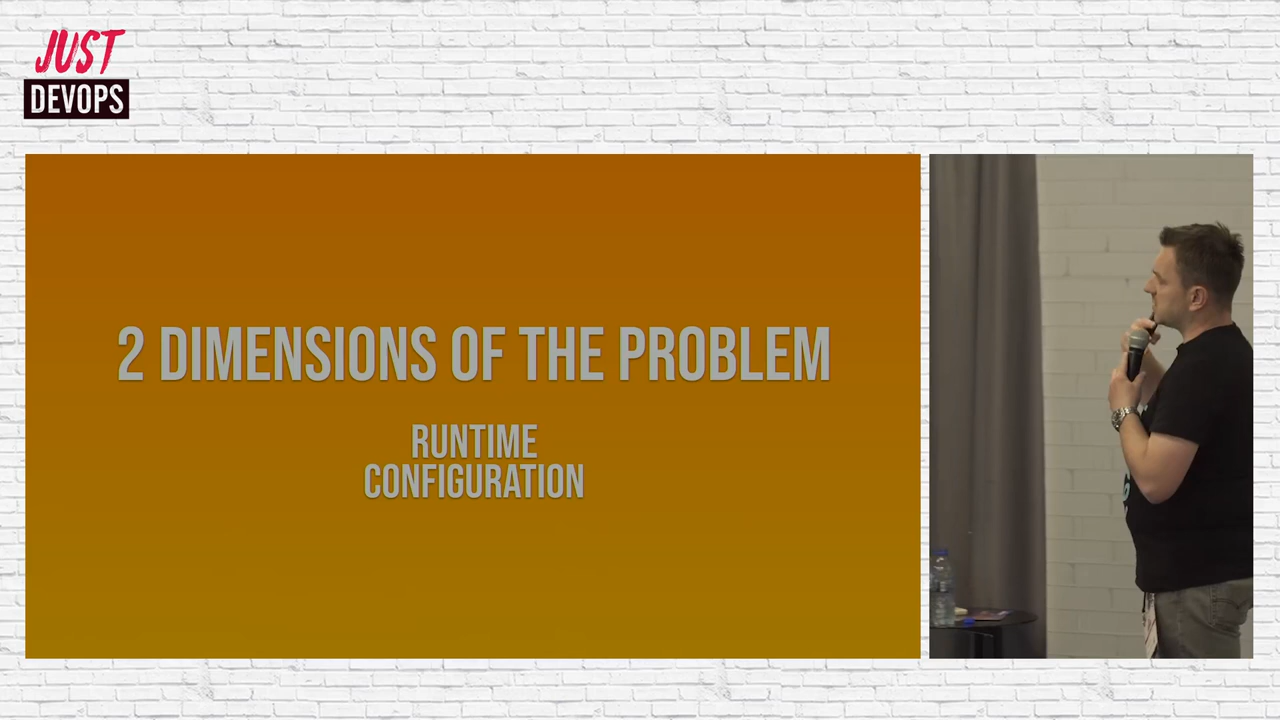 JUST
DEVOPS
2 DIMENSIONS OF THE PROBLEM
RUNTIME
CONFIGURATION